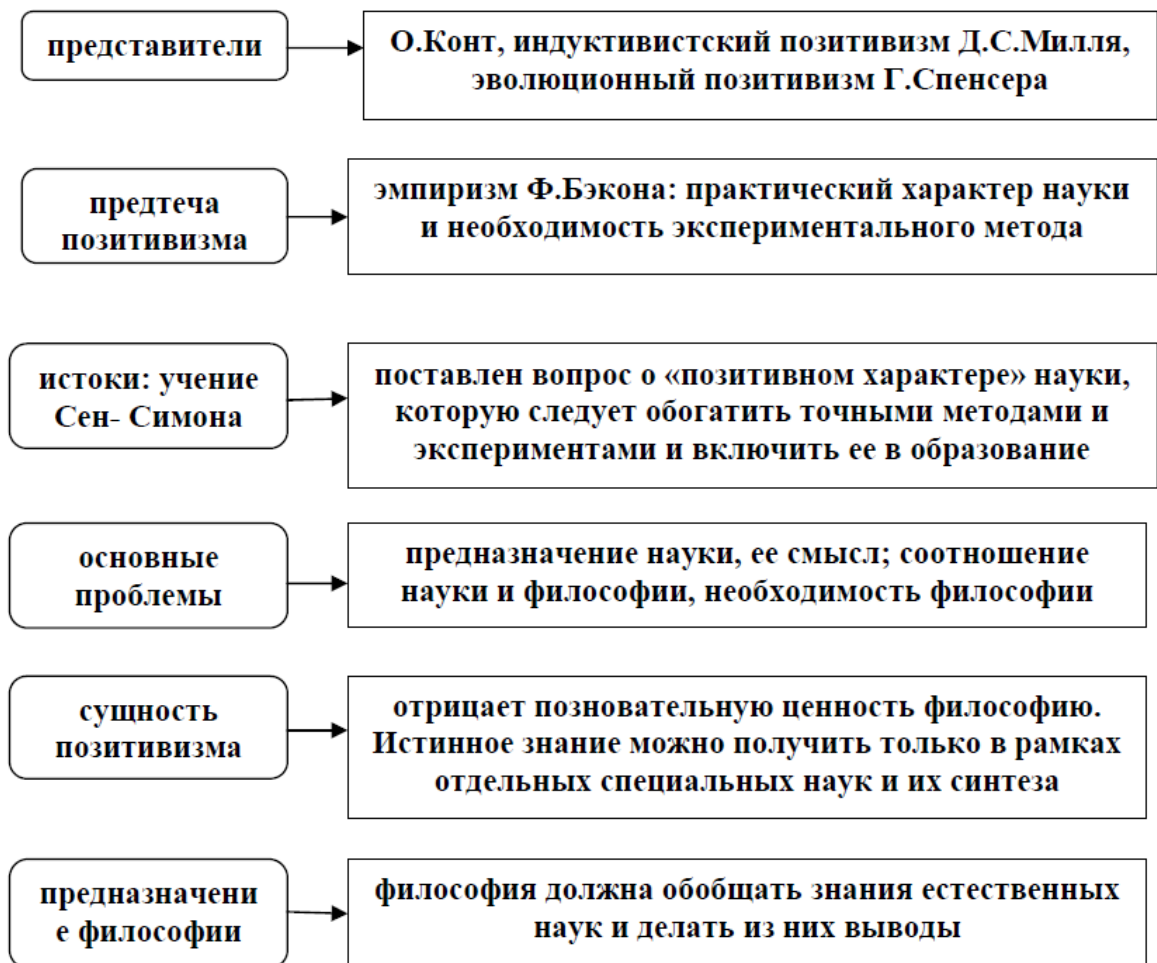 представители
О.Конт, индуктивистский позитивизм Д.С.Милля,
эволюционный позитивизм Г.Спенсера
предтеча
позитивизма
эмпиризм Ф.Бэкона: практический характер науки
и необходимость экспериментального метода
истоки: учение
Сен- Симона
поставлен вопрос о «позитивном характере» науки,
которую следует обогатить точными методами и
экспериментами и включить ее в образование
основные
проблемы
предназначение науки, ее смысл; соотношение
науки и философии, необходимость философии
сущность
позитивизма
отрицает позновательную ценность философию.
Истинное знание можно получить только в рамках
отдельных специальных наук и их синтеза
предназначени
е философии
философия должна обобщать знания естественных
наук и делать из них выводы